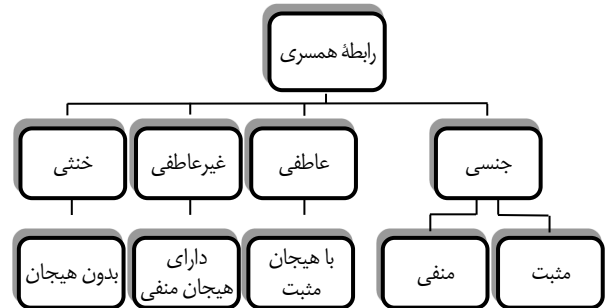 رابطهٔ همسری
جنسی
عاطفی
غیرعاطفی
خنثی
مثبت
منفی
با هیجان
مثبت
دارای
هیجان منفی
بدون هیجان